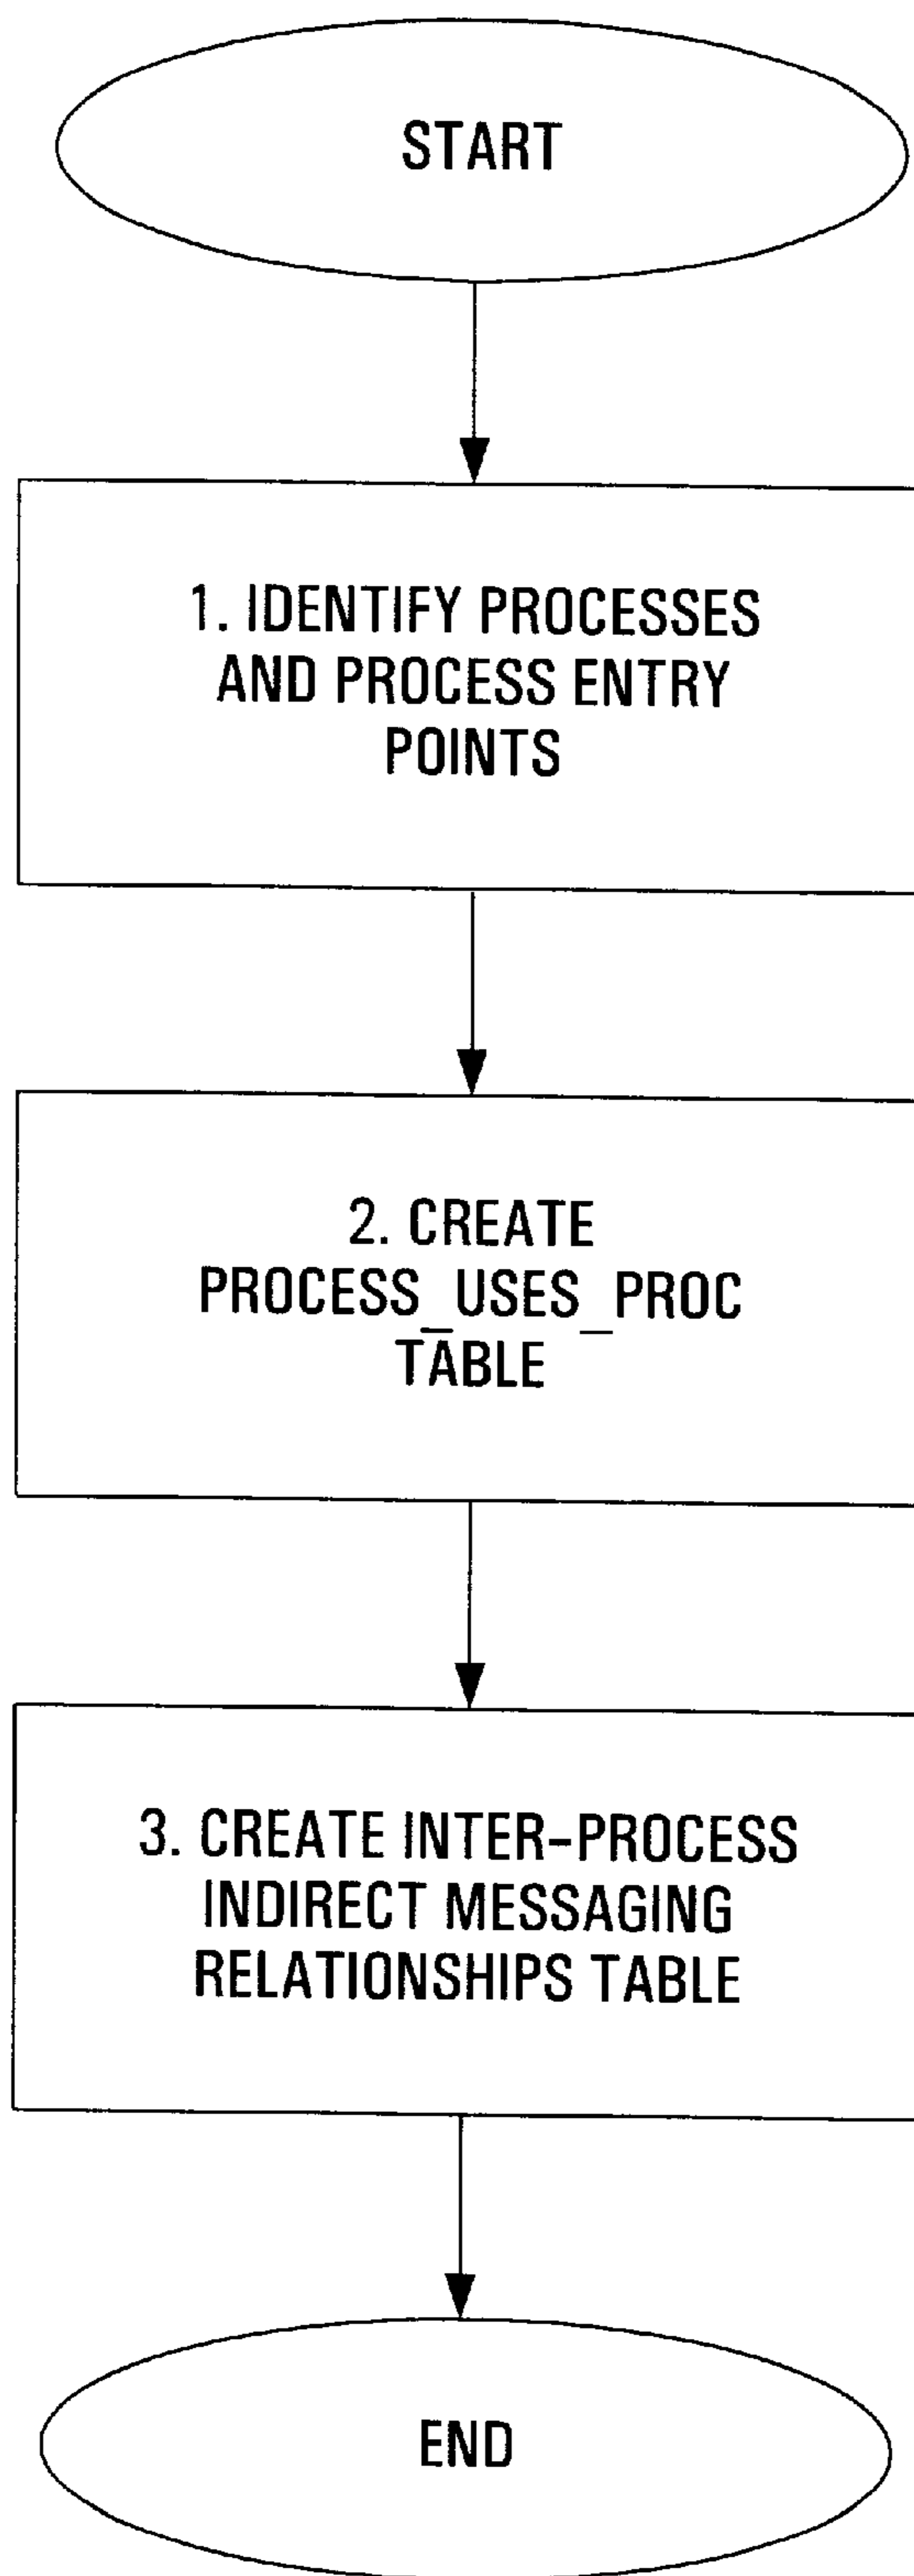 START
1. IDENTIFY PROCESSES
AND PROCESS ENTRY
POINTS
2. CREATE
PROCESS_USES_PROC
TABLE
3. CREATE INTER-PROCESS
INDIRECT MESSAGING
RELATIONSHIPS TABLE
END